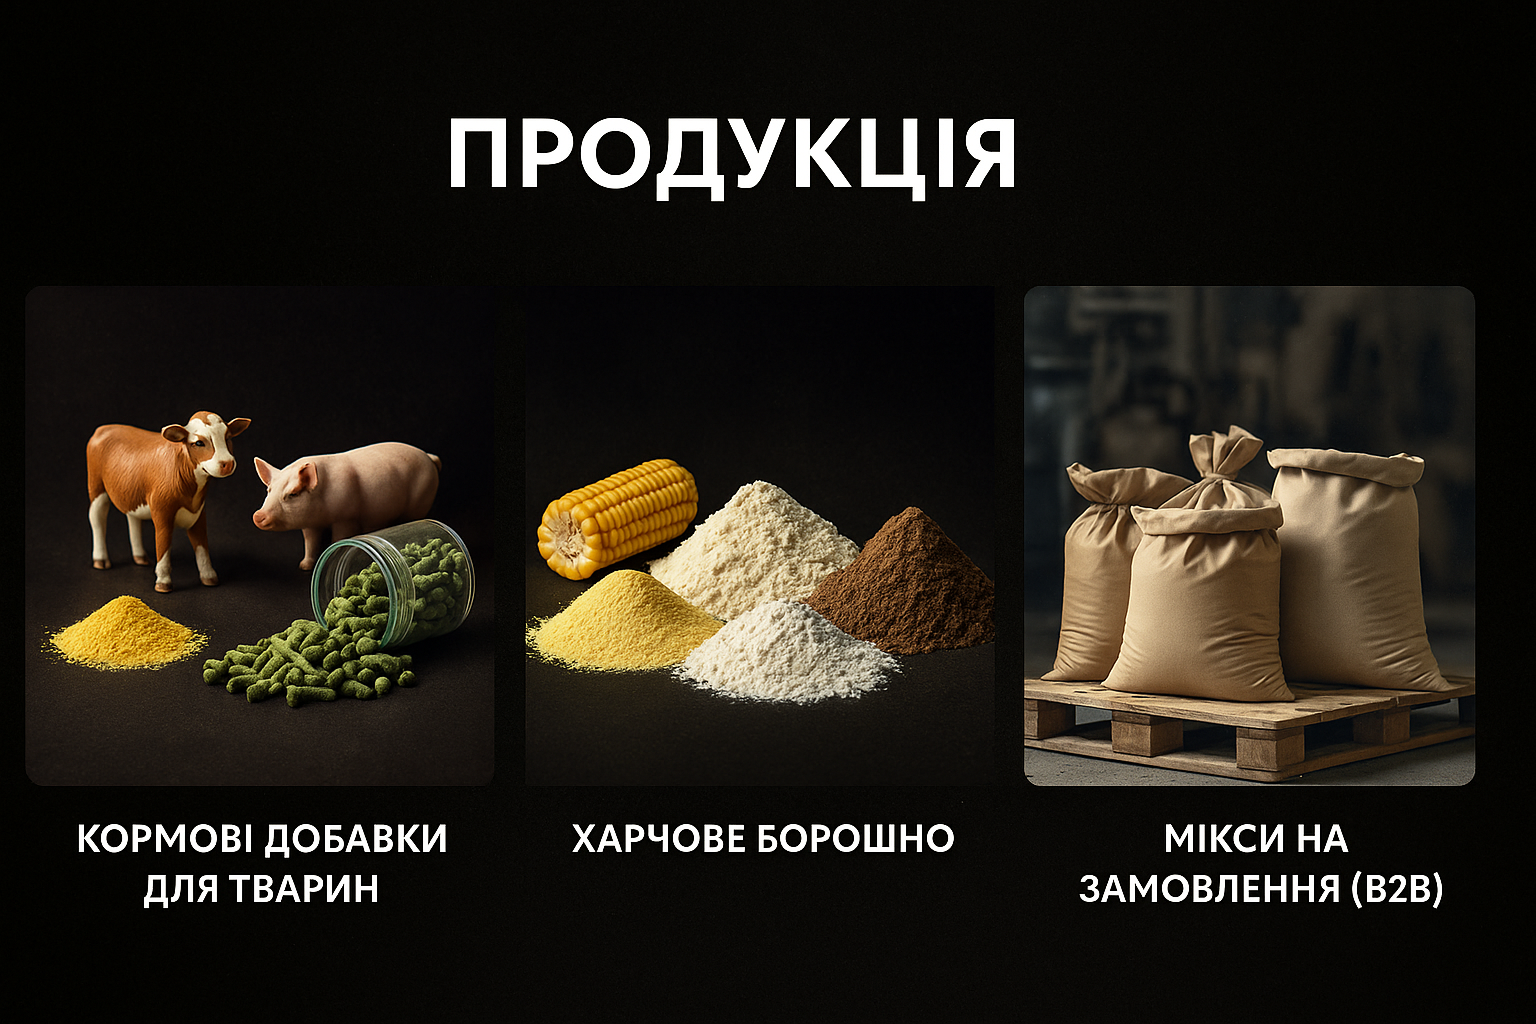 ПРОДУКЦІЯ
КОРМОВІ ДОБАВКИ
ДЛЯ ТВАРИН
ХАРЧОВЕ БОРОШНО
МІКСИ НА
ЗАМОВЛЕННЯ (B2B)